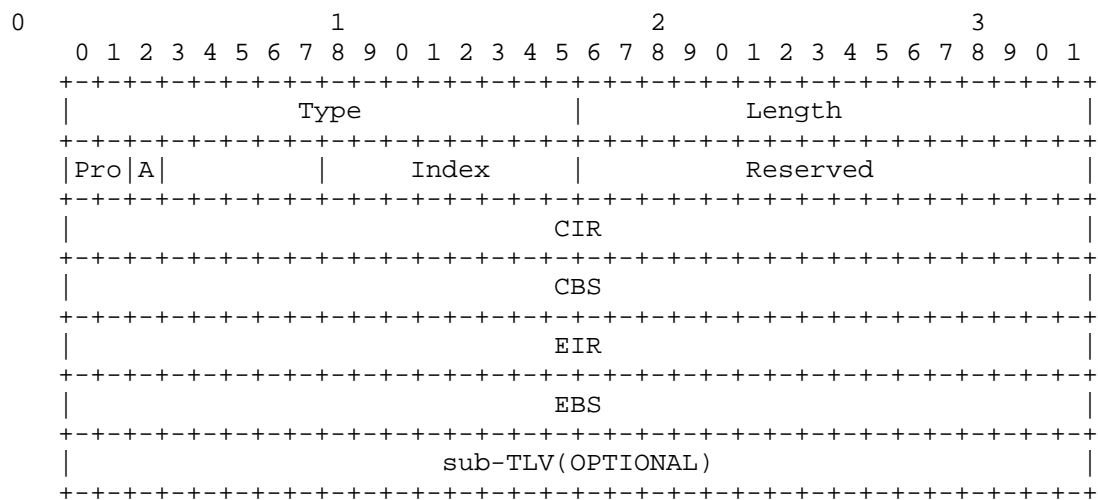 0                   1                   2                   3
 0 1 2 3 4 5 6 7 8 9 0 1 2 3 4 5 6 7 8 9 0 1 2 3 4 5 6 7 8 9 0 1
+-+-+-+-+-+-+-+-+-+-+-+-+-+-+-+-+-+-+-+-+-+-+-+-+-+-+-+-+-+-+-+-+
|              Type             |          Length               |
+-+-+-+-+-+-+-+-+-+-+-+-+-+-+-+-+-+-+-+-+-+-+-+-+-+-+-+-+-+-+-+-+
|Pro|A|         |     Index     |          Reserved             |
+-+-+-+-+-+-+-+-+-+-+-+-+-+-+-+-+-+-+-+-+-+-+-+-+-+-+-+-+-+-+-+-+
|                              CIR                              |
+-+-+-+-+-+-+-+-+-+-+-+-+-+-+-+-+-+-+-+-+-+-+-+-+-+-+-+-+-+-+-+-+
|                              CBS                              |
+-+-+-+-+-+-+-+-+-+-+-+-+-+-+-+-+-+-+-+-+-+-+-+-+-+-+-+-+-+-+-+-+
|                              EIR                              |
+-+-+-+-+-+-+-+-+-+-+-+-+-+-+-+-+-+-+-+-+-+-+-+-+-+-+-+-+-+-+-+-+
|                              EBS                              |
+-+-+-+-+-+-+-+-+-+-+-+-+-+-+-+-+-+-+-+-+-+-+-+-+-+-+-+-+-+-+-+-+
|                       sub-TLV(OPTIONAL)                       |
+-+-+-+-+-+-+-+-+-+-+-+-+-+-+-+-+-+-+-+-+-+-+-+-+-+-+-+-+-+-+-+-+